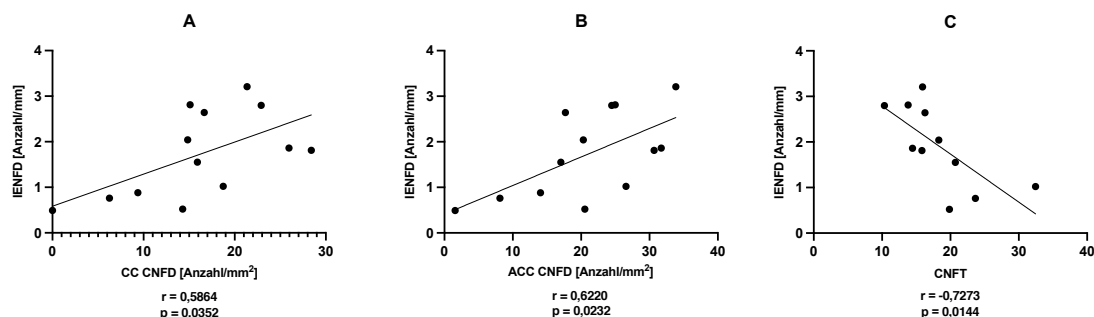 A
IENFD [Anzahl/mm]
4
3
2
1
0
0 10 20 30
CC CNFD [Anzahl/mm²]
r = 0,5864
p = 0,0352
B
IENFD [Anzahl/mm]
4
3
2
1
0
0 10 20 30 40
ACC CNFD [Anzahl/mm²]
r = 0,6220
p = 0,0232
C
IENFD [Anzahl/mm]
4
3
2
1
0
0 10 20 30 40
CNFT
r = -0,7273
p = 0,0144